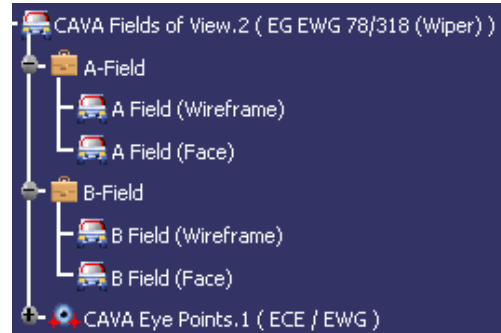 CAVA Fields of View.2 ( EG EWG 78/318 (Wiper) )
A-Field
A Field (Wireframe)
A Field (Face)
B-Field
B Field (Wireframe)
B Field (Face)
CAVA Eye Points.1 ( ECE / EWG )